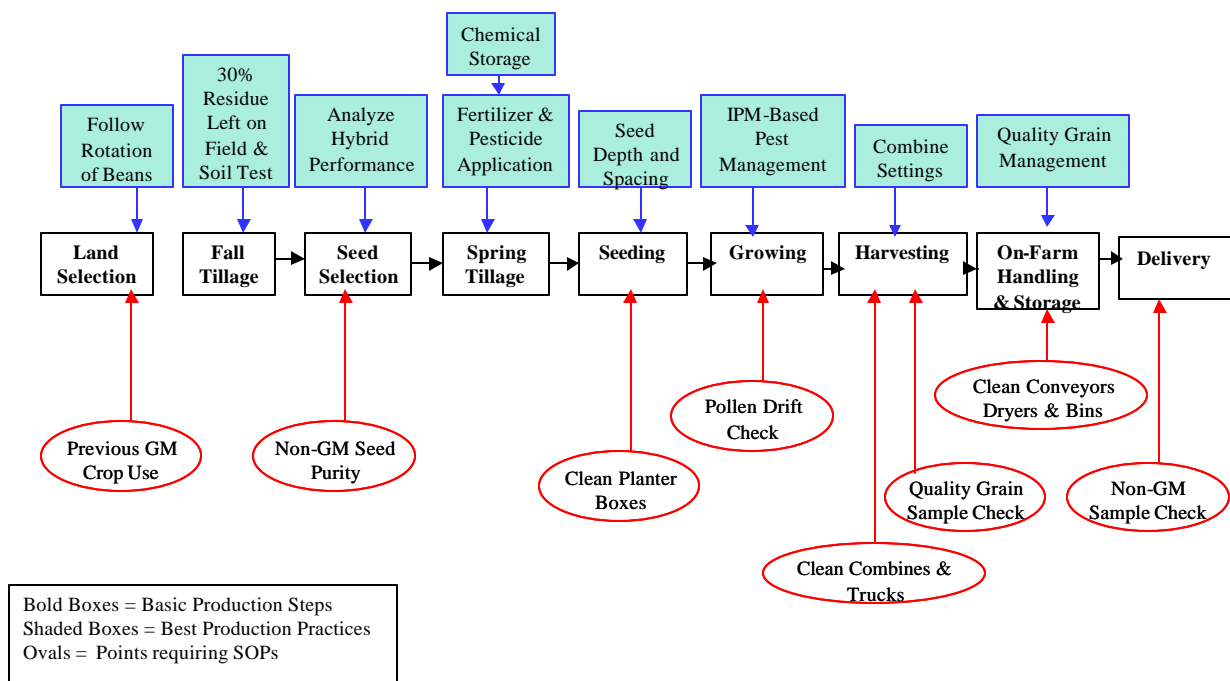 Chemical
Storage
30%
Residue
Left on
Field &
Soil Test
Follow
Rotation
of Beans
Analyze
Hybrid
Performance
Fertilizer &
Pesticide
Application
Seed
Depth and
Spacing
IPM-Based
Pest
Management
Combine
Settings
Quality Grain
Management
Land
Selection
Fall
Tillage
Seed
Selection
Spring
Tillage
Seeding
Growing
Harvesting
On-Farm
Handling
& Storage
Delivery
Previous GM
Crop Use
Non-GM Seed
Purity
Clean Planter
Boxes
Pollen Drift
Check
Clean Combines &
Trucks
Quality Grain
Sample Check
Clean Conveyors
Dryers & Bins
Non-GM
Sample Check
Bold Boxes = Basic Production Steps
Shaded Boxes = Best Production Practices
Ovals = Points requiring SOPs